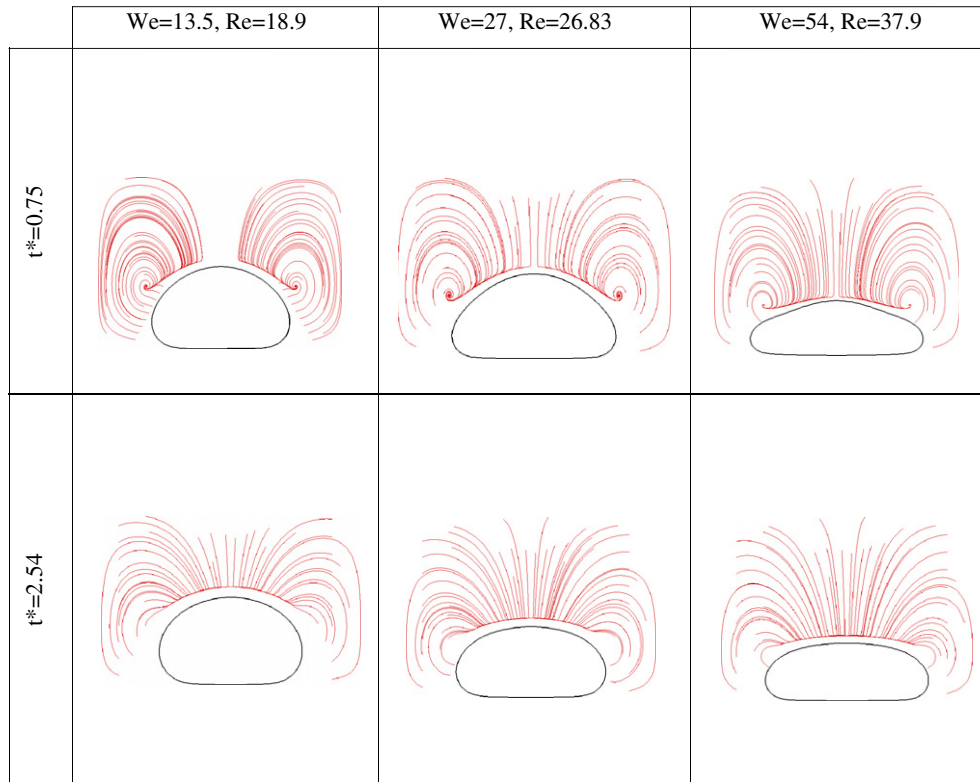 We=13.5, Re=18.9
We=27, Re=26.83
We=54, Re=37.9
t*=0.75
t*=2.54